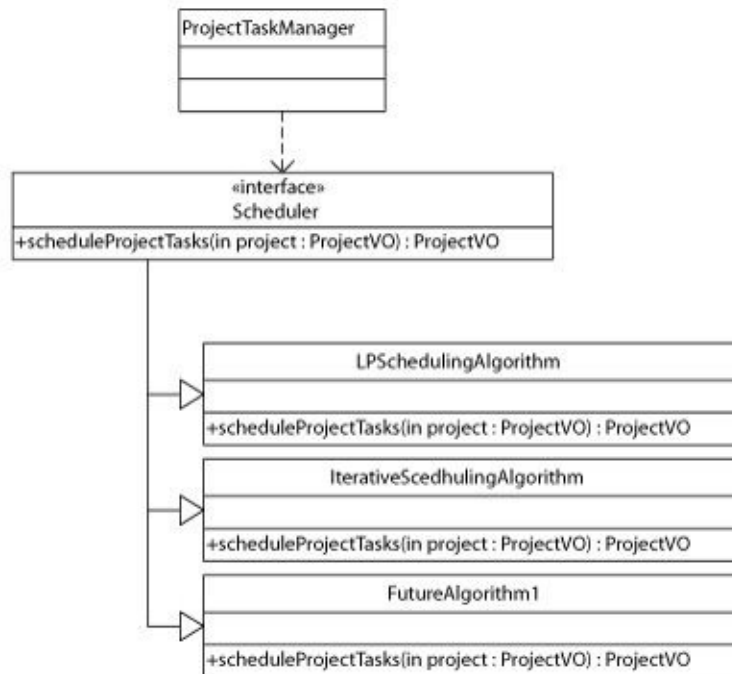 ProjectTaskManager
«interface»
Scheduler
+scheduleProjectTasks(in project : ProjectVO) : ProjectVO
LPSchedulingAlgorithm
+scheduleProjectTasks(in project : ProjectVO) : ProjectVO
IterativeScedhulingAlgorithm
+scheduleProjectTasks(in project : ProjectVO) : ProjectVO
FutureAlgorithm1
+scheduleProjectTasks(in project : ProjectVO) : ProjectVO